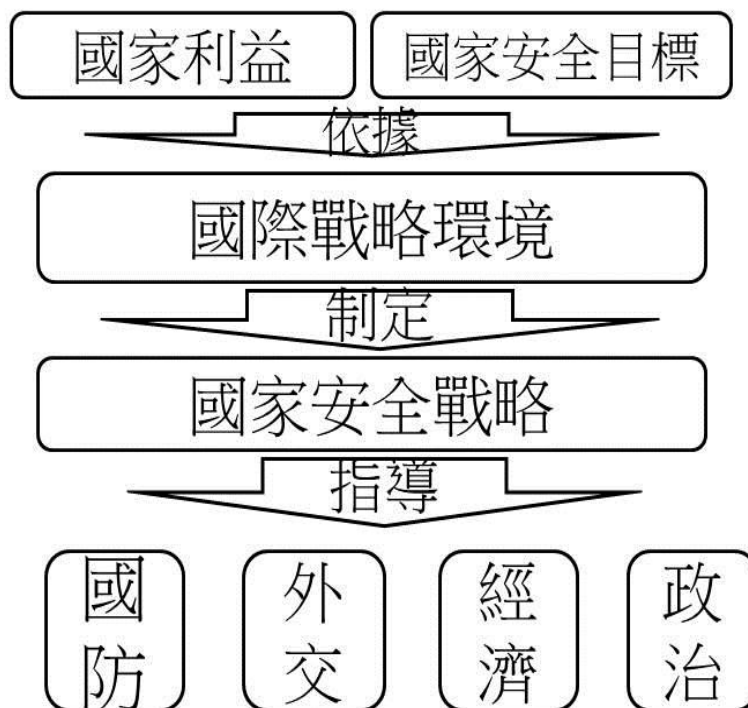 國家利益 國家安全目標
依據
國際戰略環境
制定
國家安全戰略
指導
國防 外交 經濟 政治